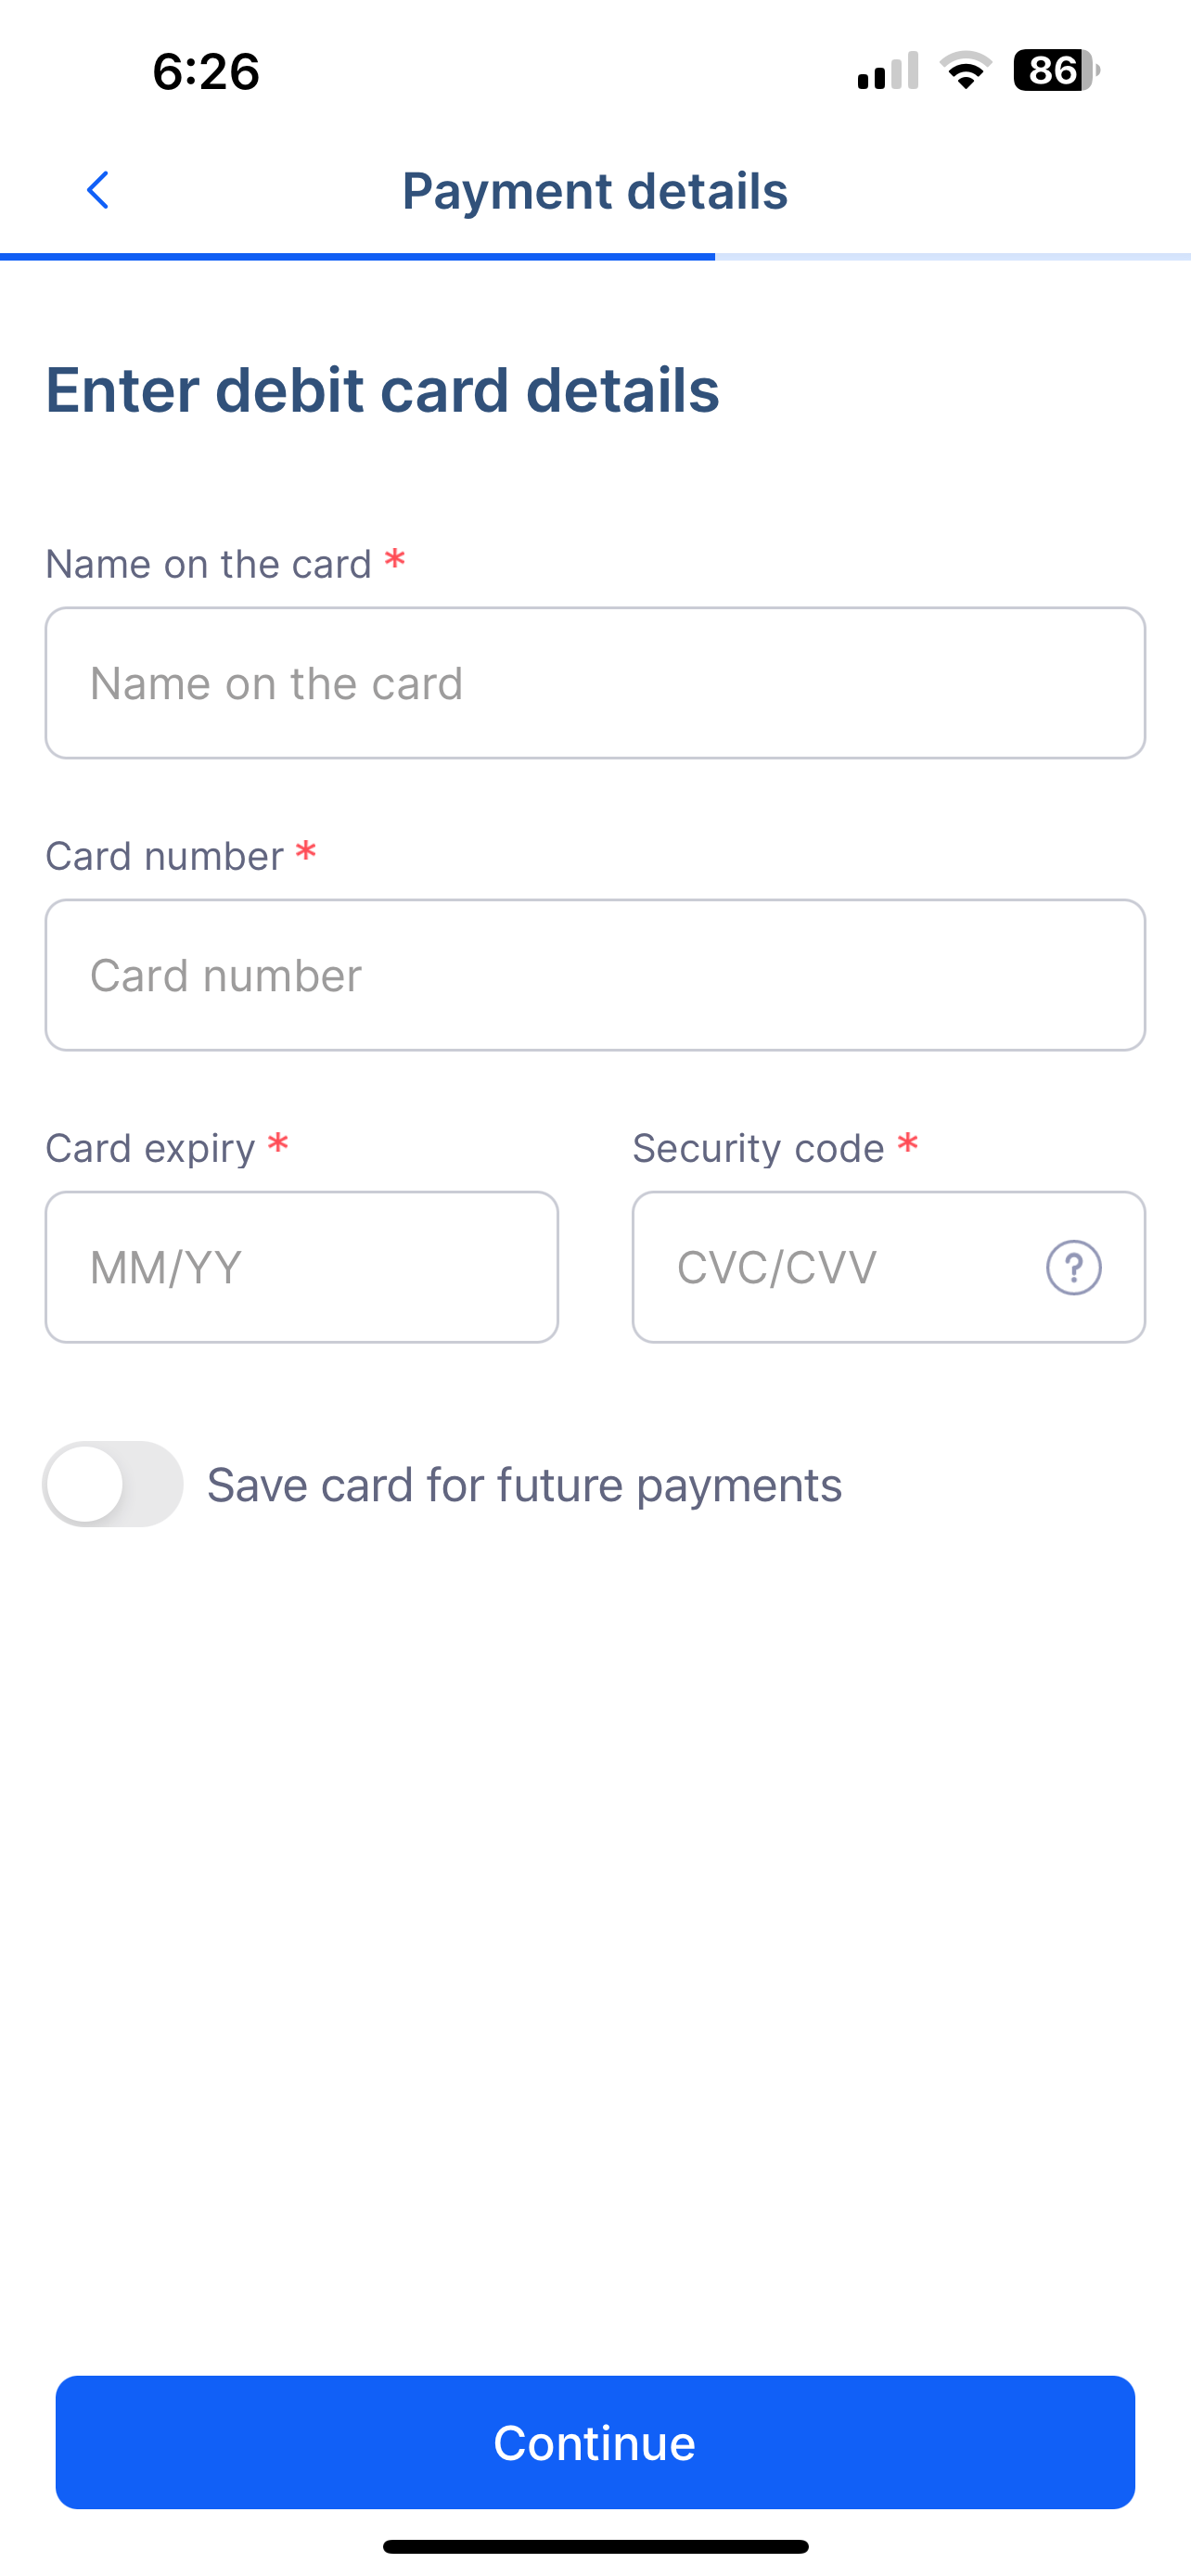 6:26
86
Payment details
Enter debit card details
Name on the card *
Name on the card
Card number *
Card number
Card expiry *
Security code *
MM/YY
CVC/CVV
?
Save card for future payments
Continue